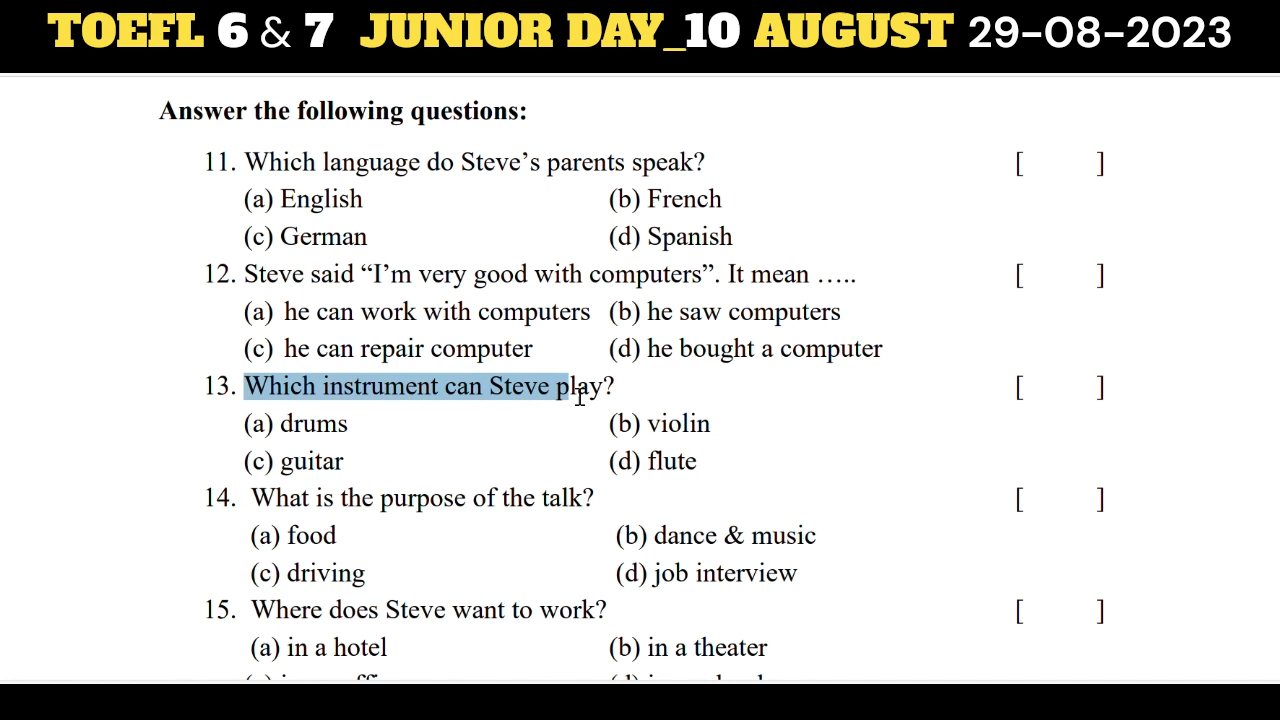 TOEFL 6 & 7 JUNIOR DAY_10 AUGUST 29-08-2023
Answer the following questions:
11. Which language do Steve’s parents speak? [ ]
(a) English (b) French
(c) German (d) Spanish
12. Steve said “I’m very good with computers”. It mean ….. [ ]
(a) he can work with computers (b) he saw computers
(c) he can repair computer (d) he bought a computer
13. Which instrument can Steve play? [ ]
(a) drums (b) violin
(c) guitar (d) flute
14. What is the purpose of the talk? [ ]
(a) food (b) dance & music
(c) driving (d) job interview
15. Where does Steve want to work? [ ]
(a) in a hotel (b) in a theater